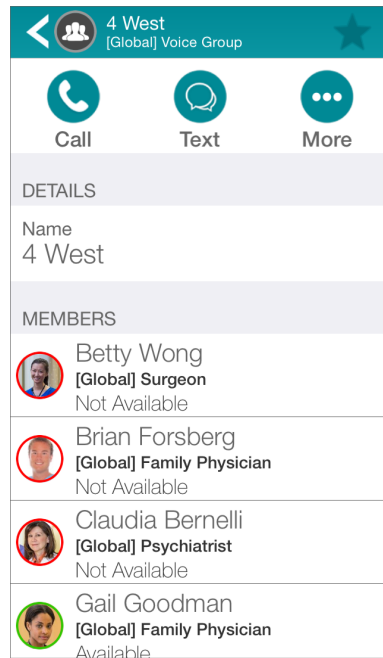 4 West
[Global] Voice Group
Call
Text
More
DETAILS
Name
4 West
MEMBERS
Betty Wong
[Global] Surgeon
Not Available
Brian Forsberg
[Global] Family Physician
Not Available
Claudia Bernelli
[Global] Psychiatrist
Not Available
Gail Goodman
[Global] Family Physician
Available